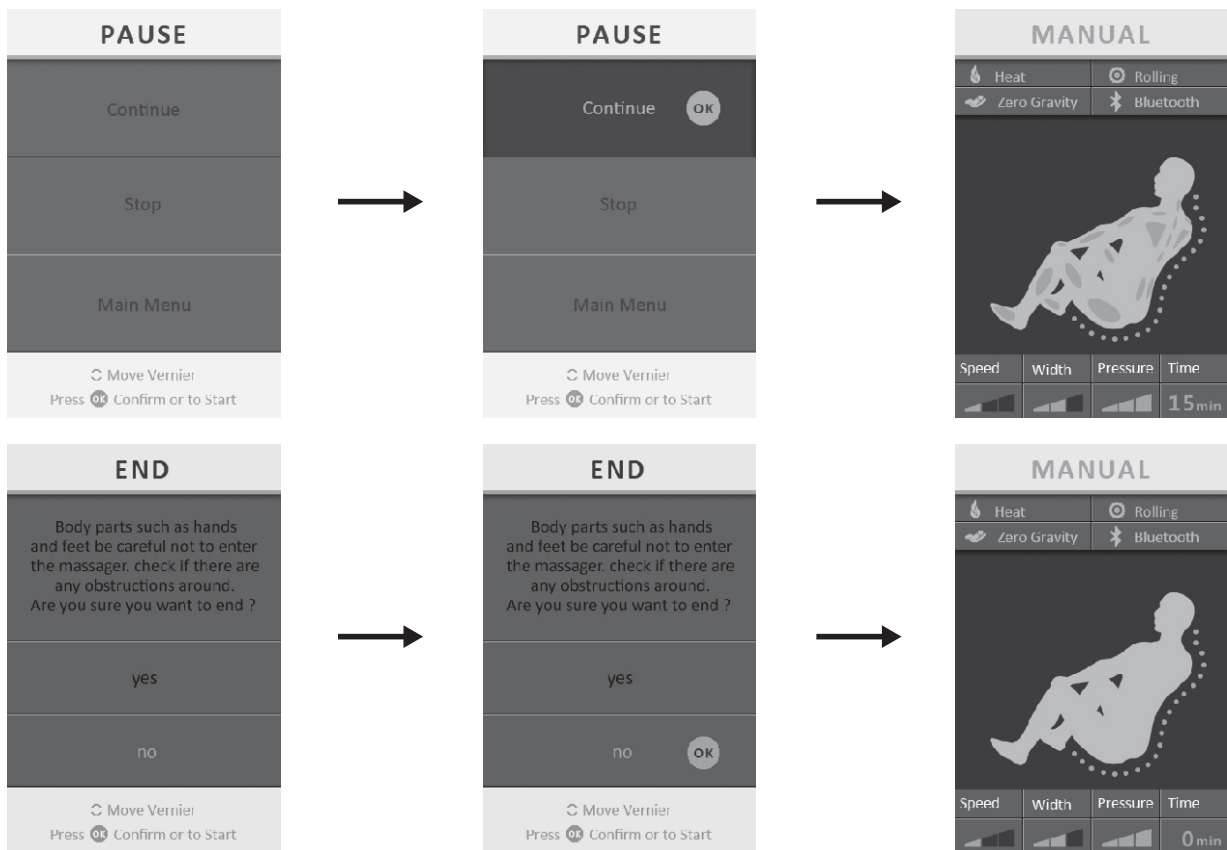 PAUSE
Continue
Stop
Main Menu
Move Vernier
Press OK Confirm or to Start
PAUSE
Continue OK
Stop
Main Menu
Move Vernier
Press OK Confirm or to Start
MANUAL
Heat Rolling
Zero Gravity Bluetooth
Speed Width Pressure Time
15min
END
Body parts such as hands
and feet be careful not to enter
the massager. check if there are
any obstructions around.
Are you sure you want to end ?
yes
no
Move Vernier
Press OK Confirm or to Start
END
Body parts such as hands
and feet be careful not to enter
the massager. check if there are
any obstructions around.
Are you sure you want to end ?
yes
no OK
Move Vernier
Press OK Confirm or to Start
MANUAL
Heat Rolling
Zero Gravity Bluetooth
Speed Width Pressure Time
0min